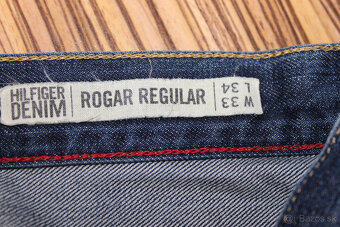 HILFIGER
DENIM
ROGAR REGULAR
W 33
L 34
Bazos.sk